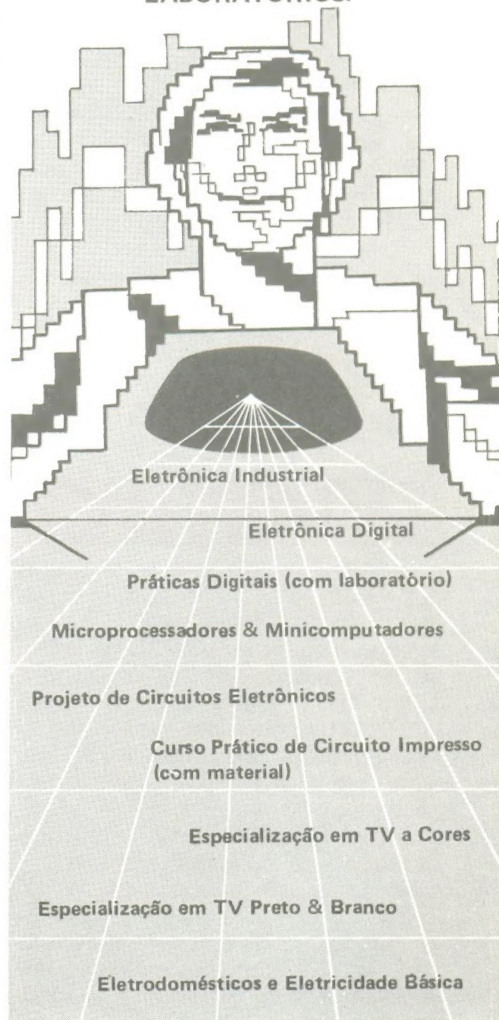 LABORATÓRIOS.
Eletrônica Industrial
Eletrônica Digital
Práticas Digitais (com laboratório)
Microprocessadores & Minicomputadores
Projeto de Circuitos Eletrônicos
Curso Prático de Circuito Impresso
(com material)
Especialização em TV a Cores
Especialização em TV Preto & Branco
Eletrodomésticos e Eletricidade Básica